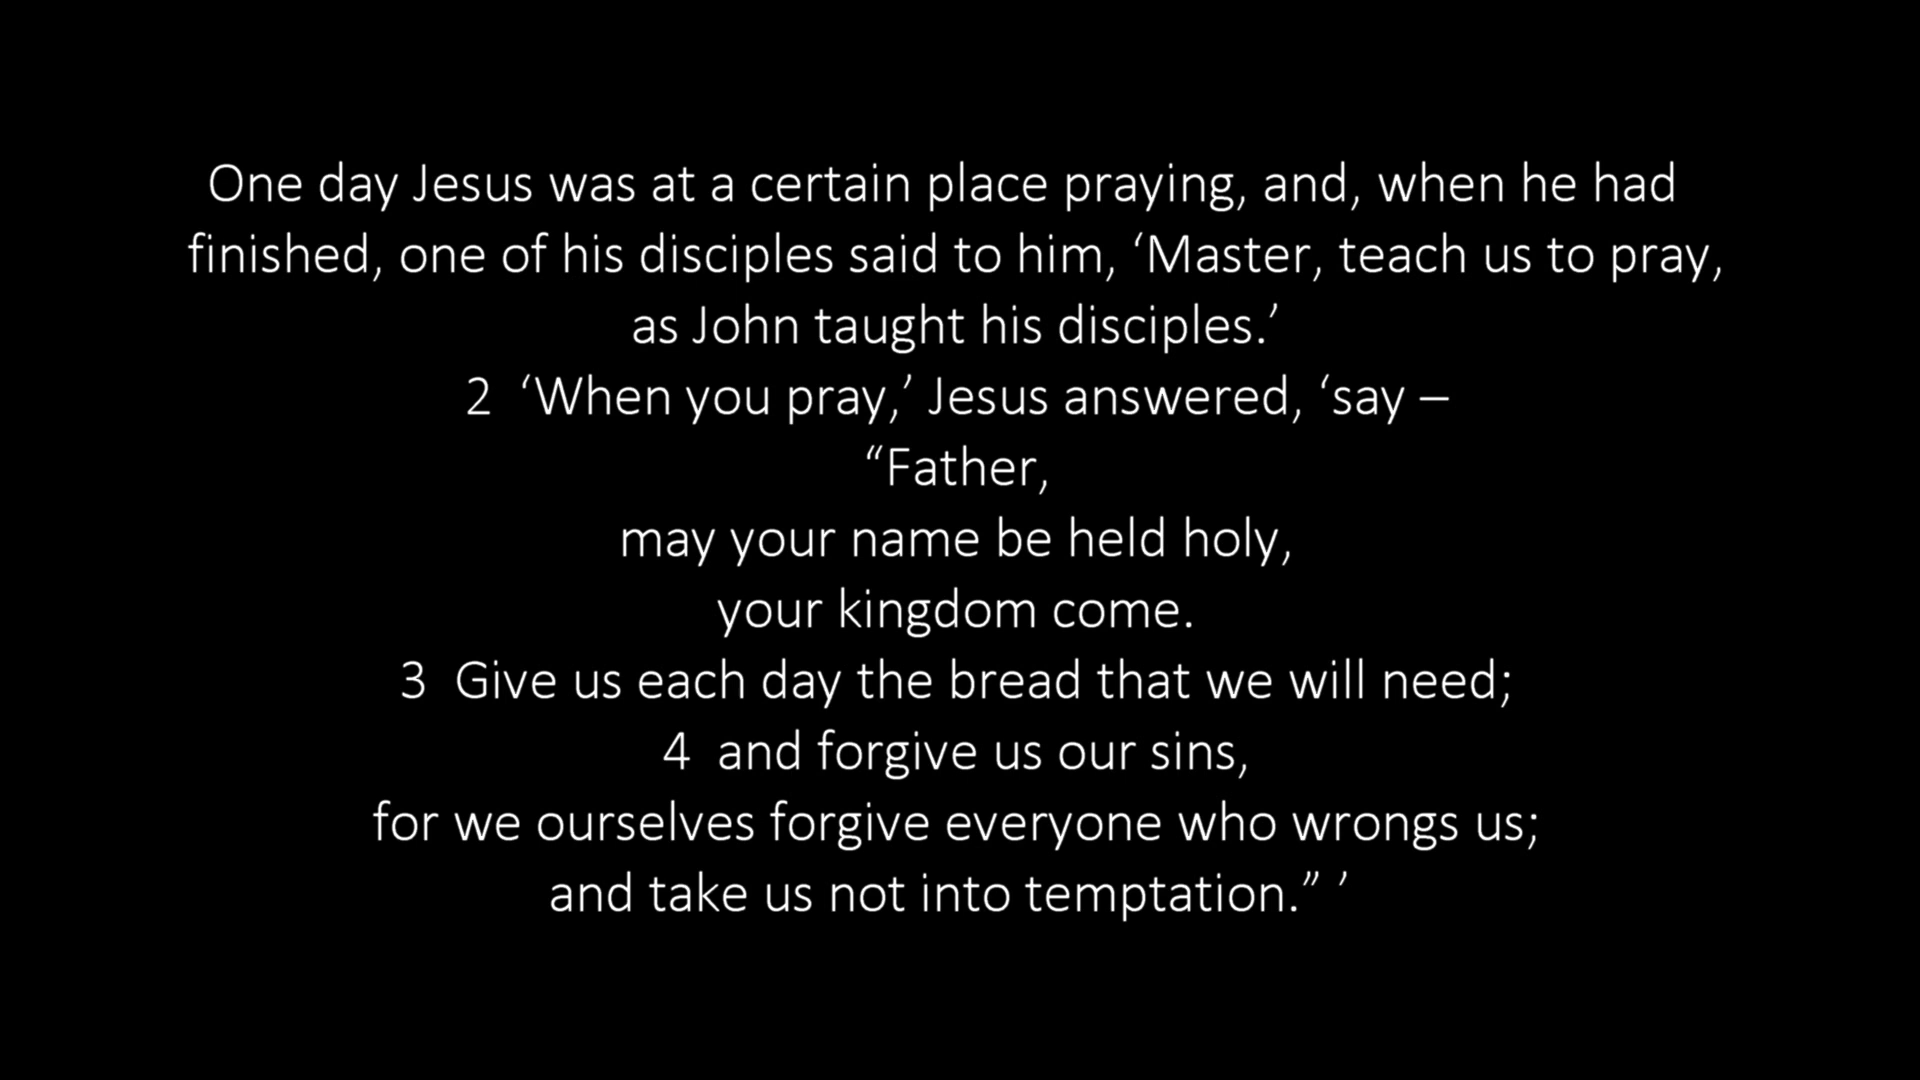 One day Jesus was at a certain place praying, and, when he had
finished, one of his disciples said to him, ‘Master, teach us to pray,
as John taught his disciples.’
2  ‘When you pray,’ Jesus answered, ‘say –
“Father,
may your name be held holy,
your kingdom come.
3  Give us each day the bread that we will need;
4  and forgive us our sins,
for we ourselves forgive everyone who wrongs us;
and take us not into temptation.” ’